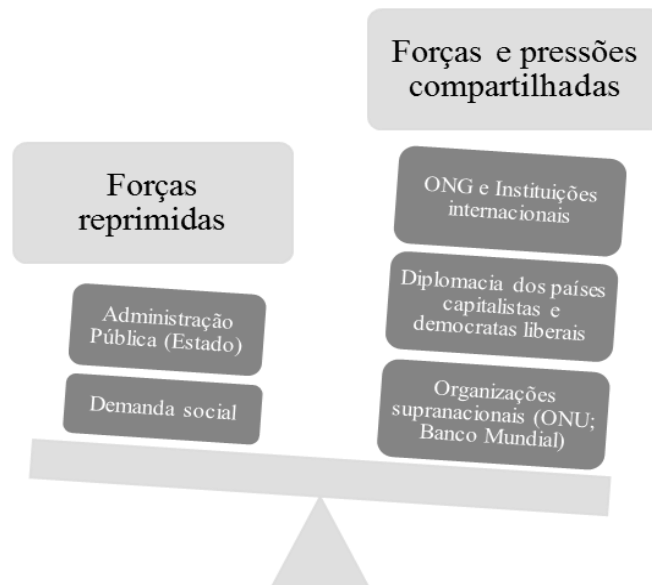 Forças e pressões
compartilhadas
Forças
reprimidas
ONG e Instituições
internacionais
Diplomacia dos países
capitalistas e
democratas liberais
Organizações
supranacionais (ONU;
Banco Mundial)
Administração
Pública (Estado)
Demanda social